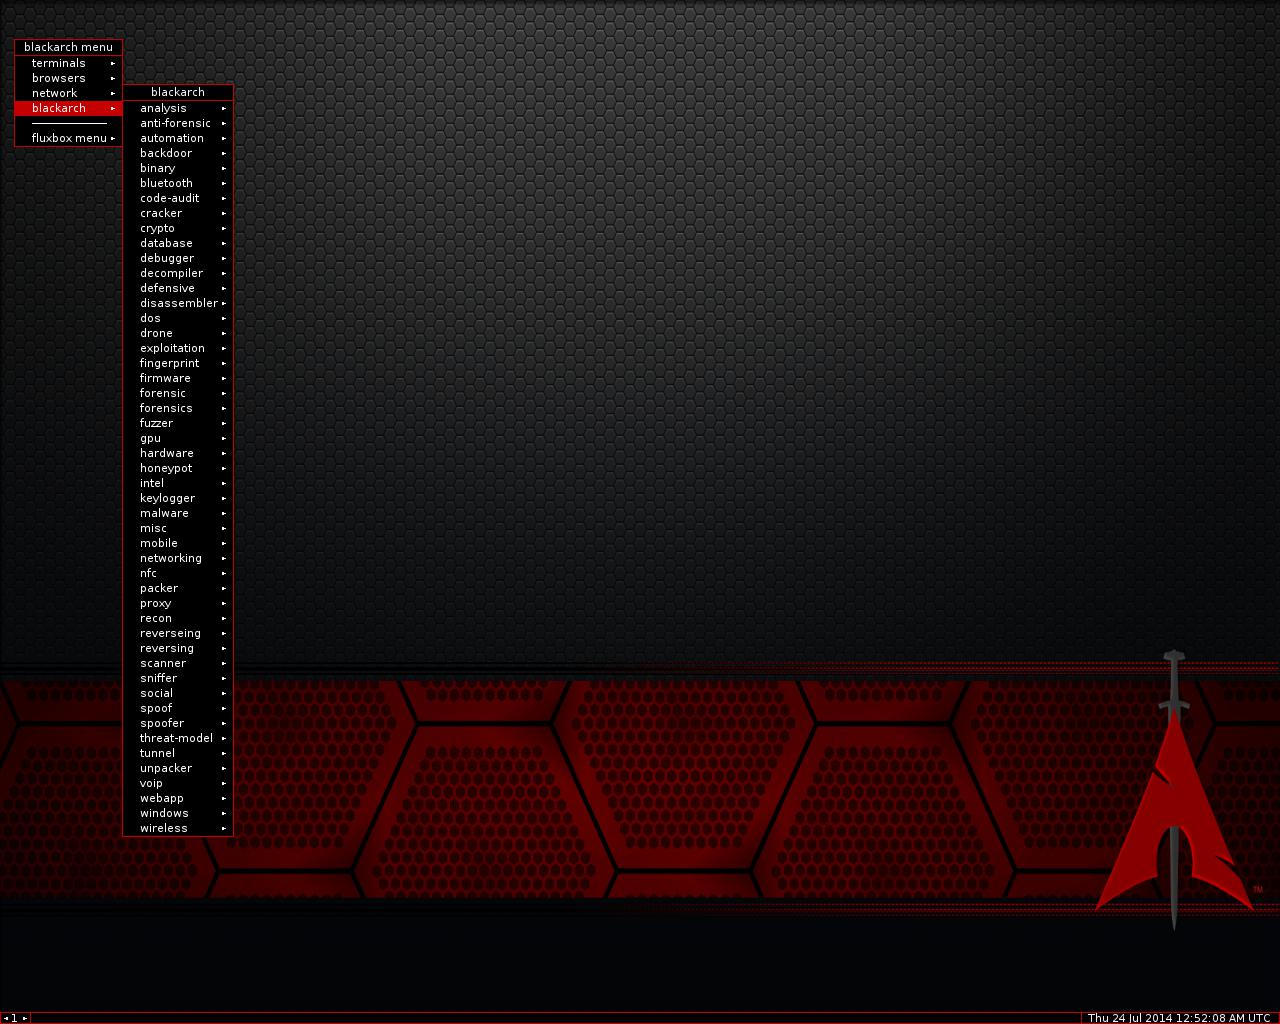 blackarch menu
terminals
browsers
network
blackarch
fluxbox menu
blackarch
analysis
anti-forensic
automation
backdoor
binary
bluetooth
code-audit
cracker
crypto
database
debugger
decompiler
defensive
disassembler
dos
drone
exploitation
fingerprint
firmware
forensic
forensics
fuzzer
gpu
hardware
honeypot
intel
keylogger
malware
misc
mobile
networking
nfc
packer
proxy
recon
reverseing
reversing
scanner
sniffer
social
spoof
spoofer
threat-model
tunnel
unpacker
voip
webapp
windows
wireless
TM
1
Thu 24 Jul 2014 12:52:08 AM UTC